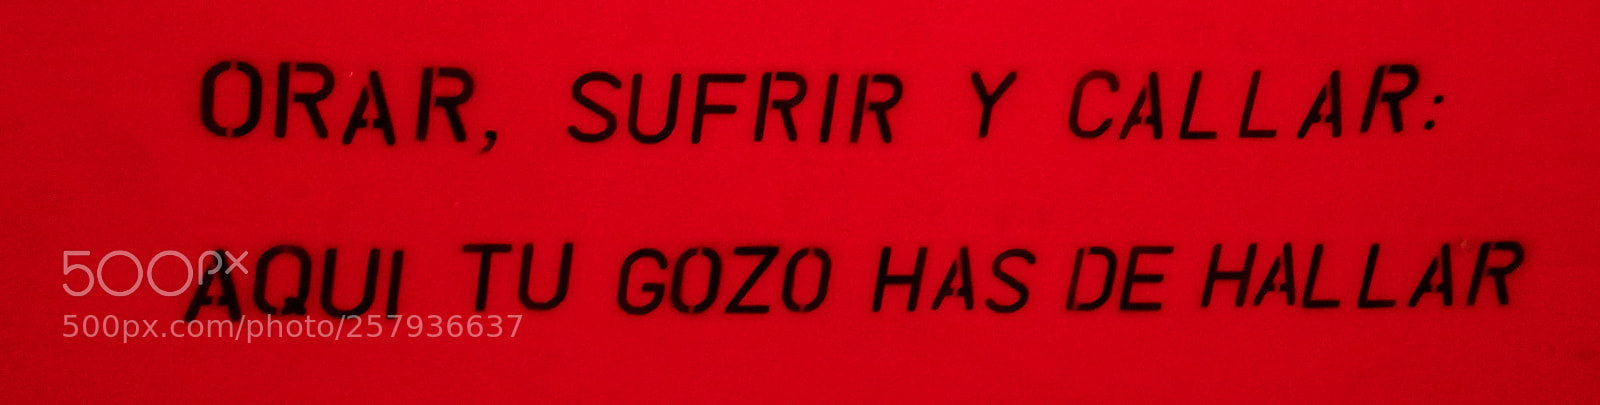 ORAR, SUFRIR Y CALLAR:
AQUI TU GOZO HAS DE HALLAR
500px
500px.com/photo/257936637